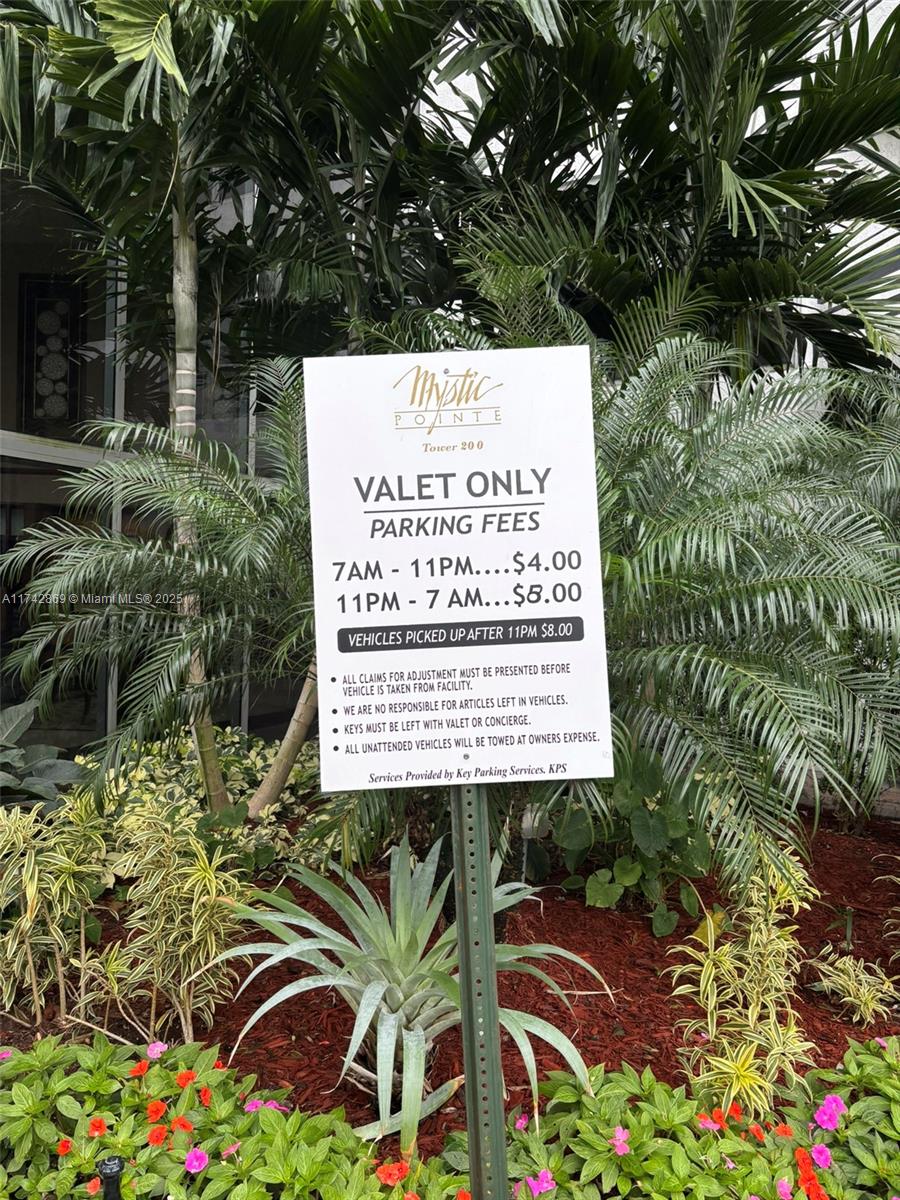 Mystic
POINTE
Tower 200
VALET ONLY
PARKING FEES
7AM - 11PM....$4.00
11PM - 7 AM...$8.00
VEHICLES PICKED UP AFTER 11PM $8.00
• ALL CLAIMS FOR ADJUSTMENT MUST BE PRESENTED BEFORE
VEHICLE IS TAKEN FROM FACILITY.
• WE ARE NO RESPONSIBLE FOR ARTICLES LEFT IN VEHICLES.
• KEYS MUST BE LEFT WITH VALET OR CONCIERGE.
• ALL UNATTENDED VEHICLES WILL BE TOWED AT OWNERS EXPENSE.
Services Provided by Key Parking Services. KPS
A11742869 © Miami MLS® 2025